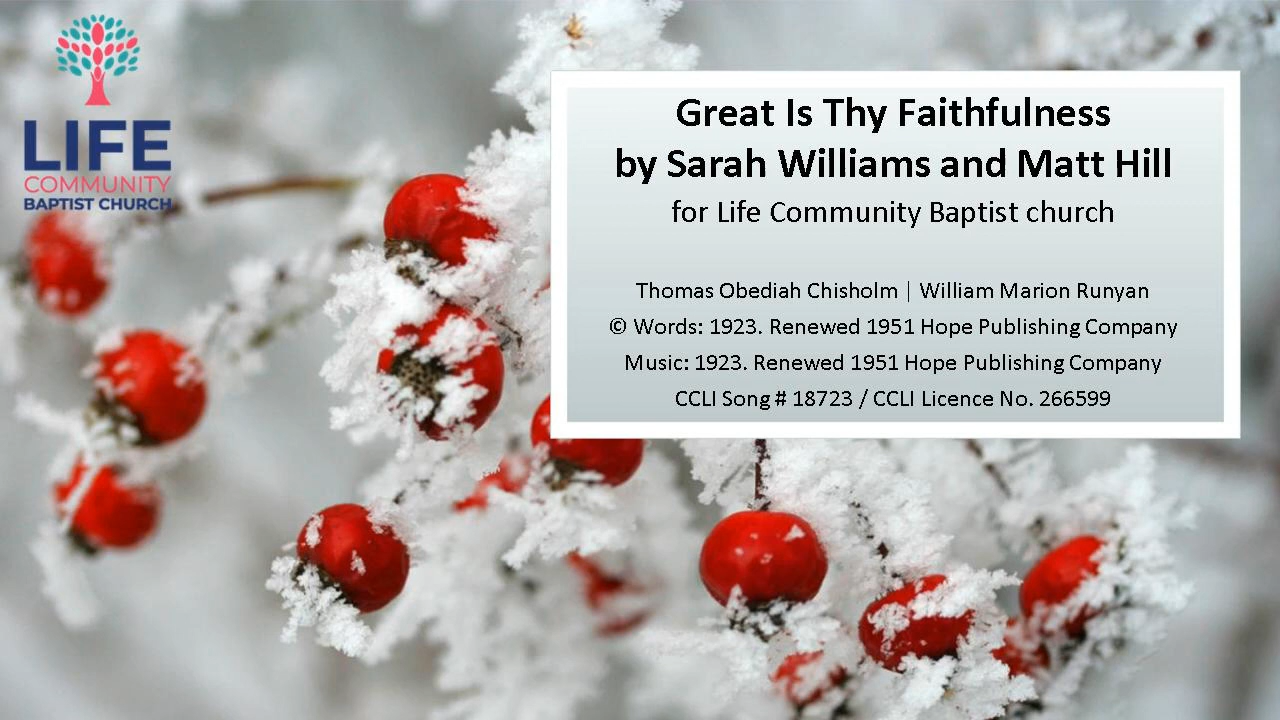 LIFE
COMMUNITY
BAPTIST CHURCH
Great Is Thy Faithfulness
by Sarah Williams and Matt Hill
for Life Community Baptist church
Thomas Obediah Chisholm | William Marion Runyan
© Words: 1923. Renewed 1951 Hope Publishing Company
Music: 1923. Renewed 1951 Hope Publishing Company
CCLI Song # 18723 / CCLI Licence No. 266599